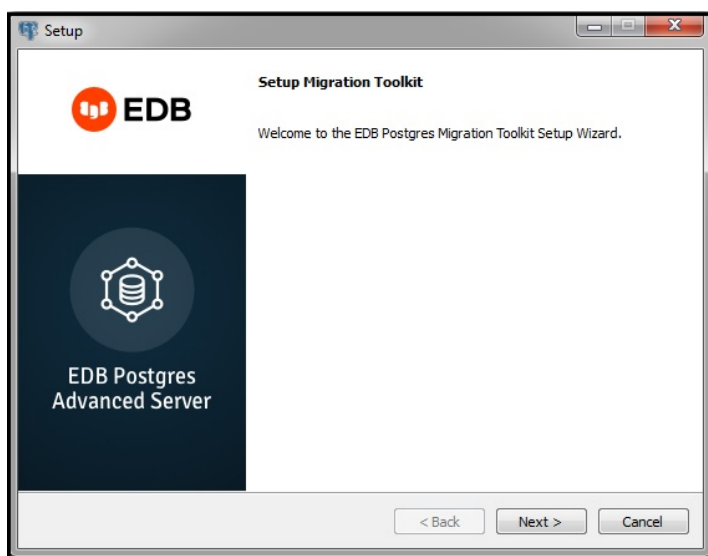 Setup
EDB
Setup Migration Toolkit
Welcome to the EDB Postgres Migration Toolkit Setup Wizard.
EDB Postgres
Advanced Server
< Back
Next >
Cancel